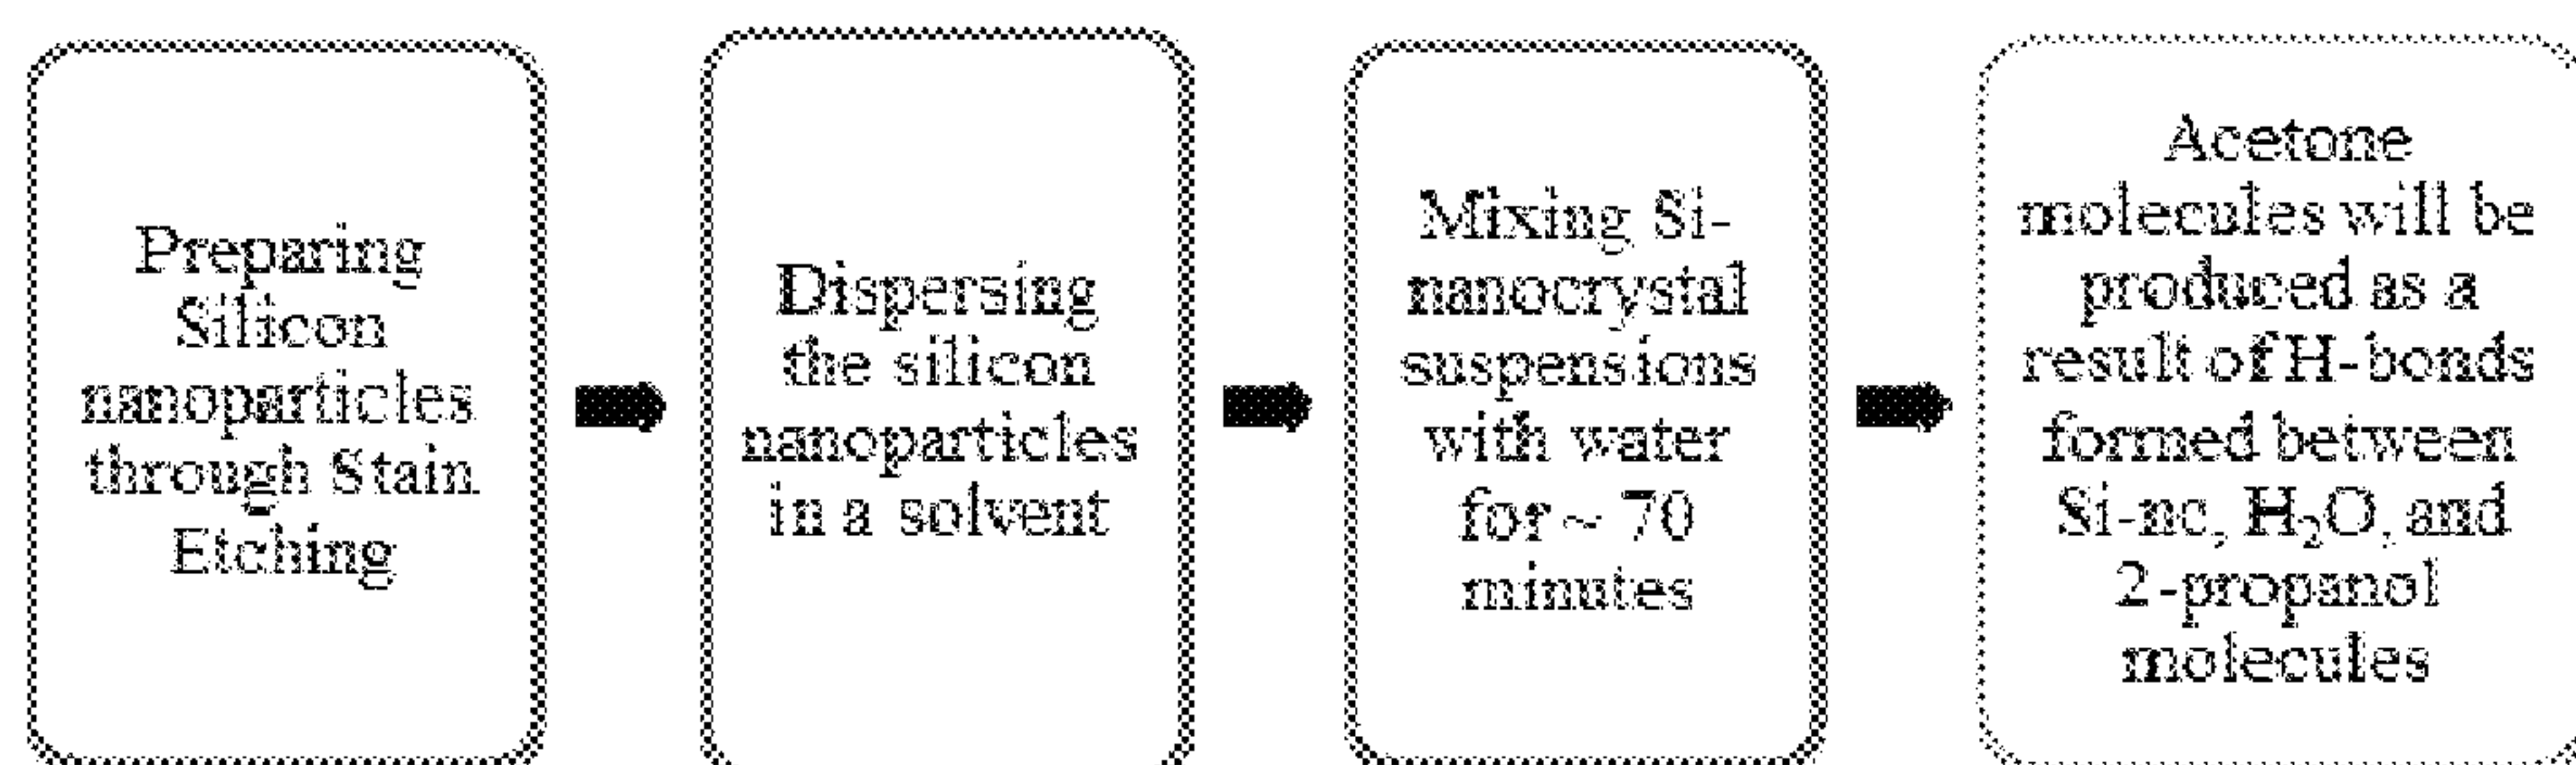 Preparing
Silicon
nanoparticles
through Stain
Etching
Dispersing
the silicon
nanoparticles
in a solvent
Mixing Si-
nanocrystal
suspensions
with water
for ~ 70
minutes
Acetone
molecules will be
produced as a
result of H-bonds
formed between
Si-nc, H₂O, and
2-propanol
molecules